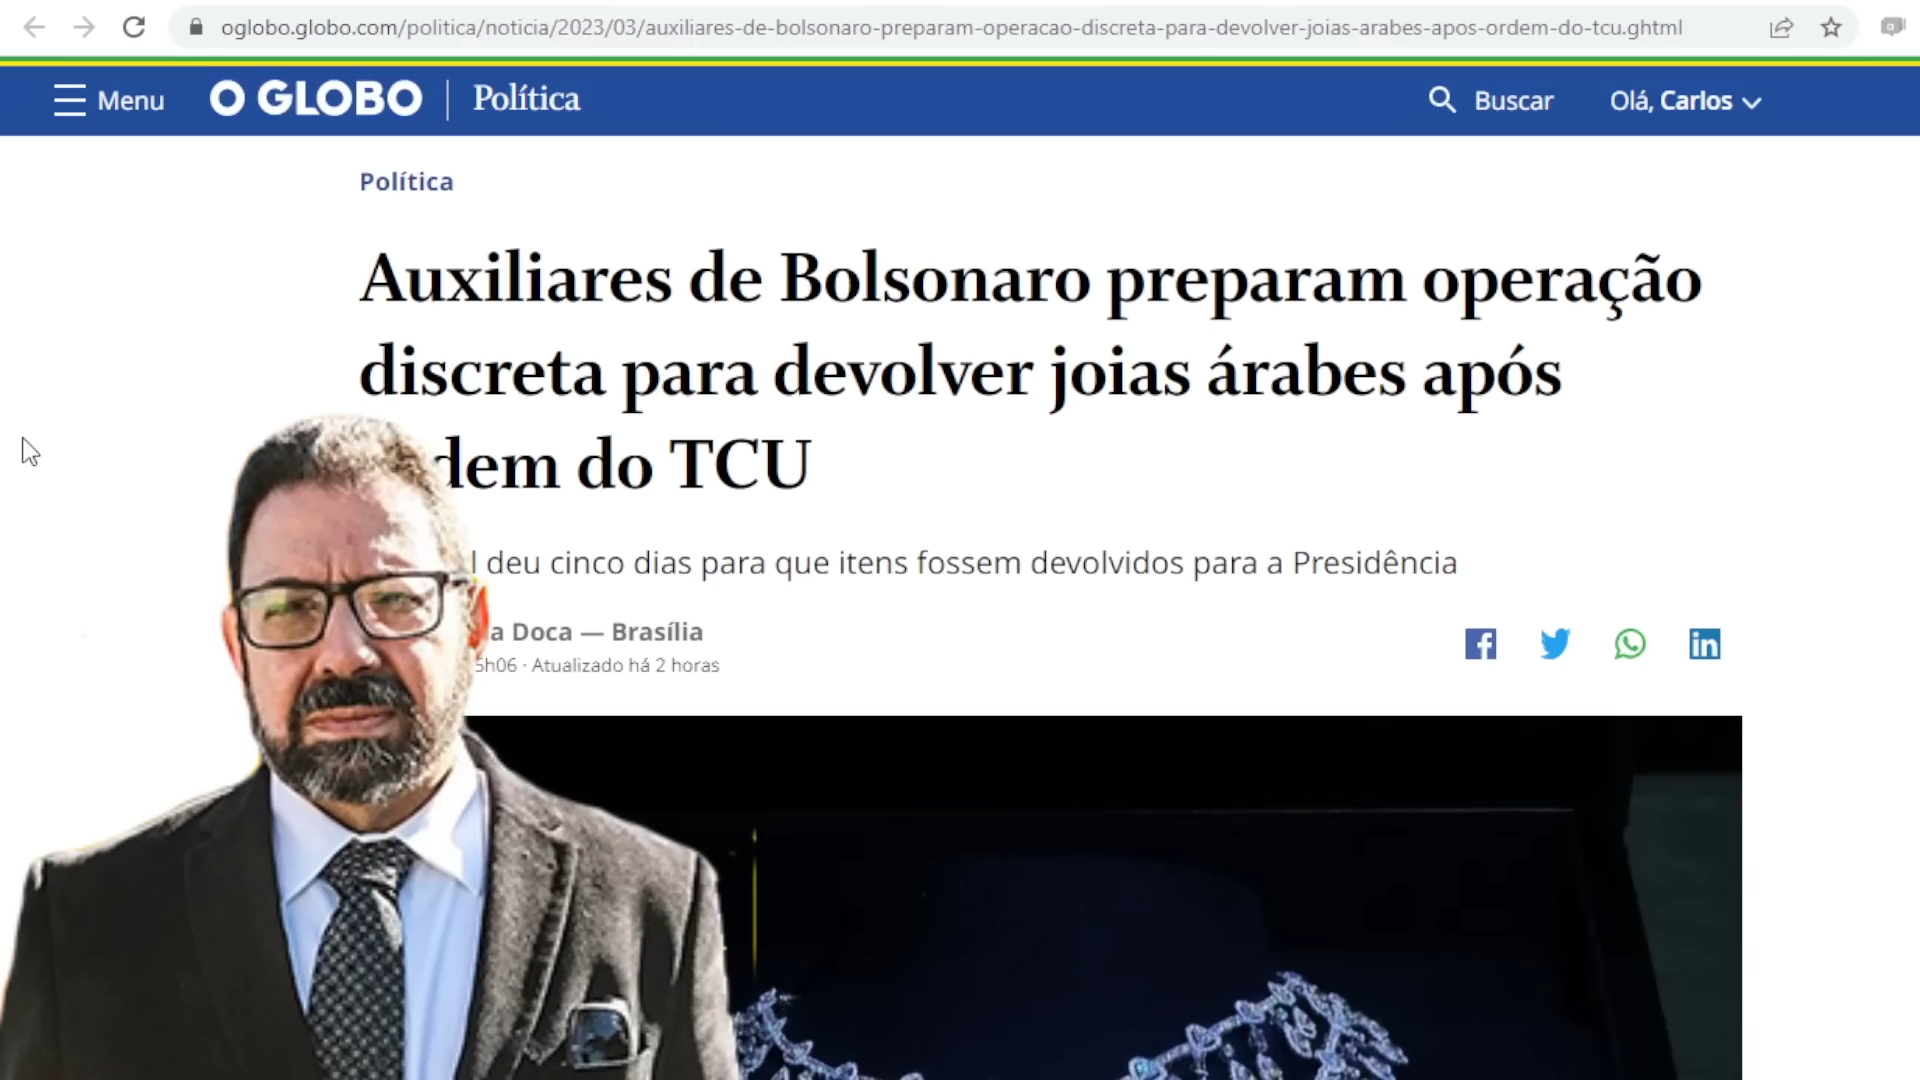 oglobo.globo.com/politica/noticia/2023/03/auxiliares-de-bolsonaro-preparam-operacao-discreta-para-devolver-joias-arabes-apos-ordem-do-tcu.ghtml
Menu O GLOBO Política Buscar Olá, Carlos
Política
Auxiliares de Bolsonaro preparam operação
discreta para devolver joias árabes após
dem do TCU
l deu cinco dias para que itens fossem devolvidos para a Presidência
a Doca — Brasília
5h06 · Atualizado há 2 horas